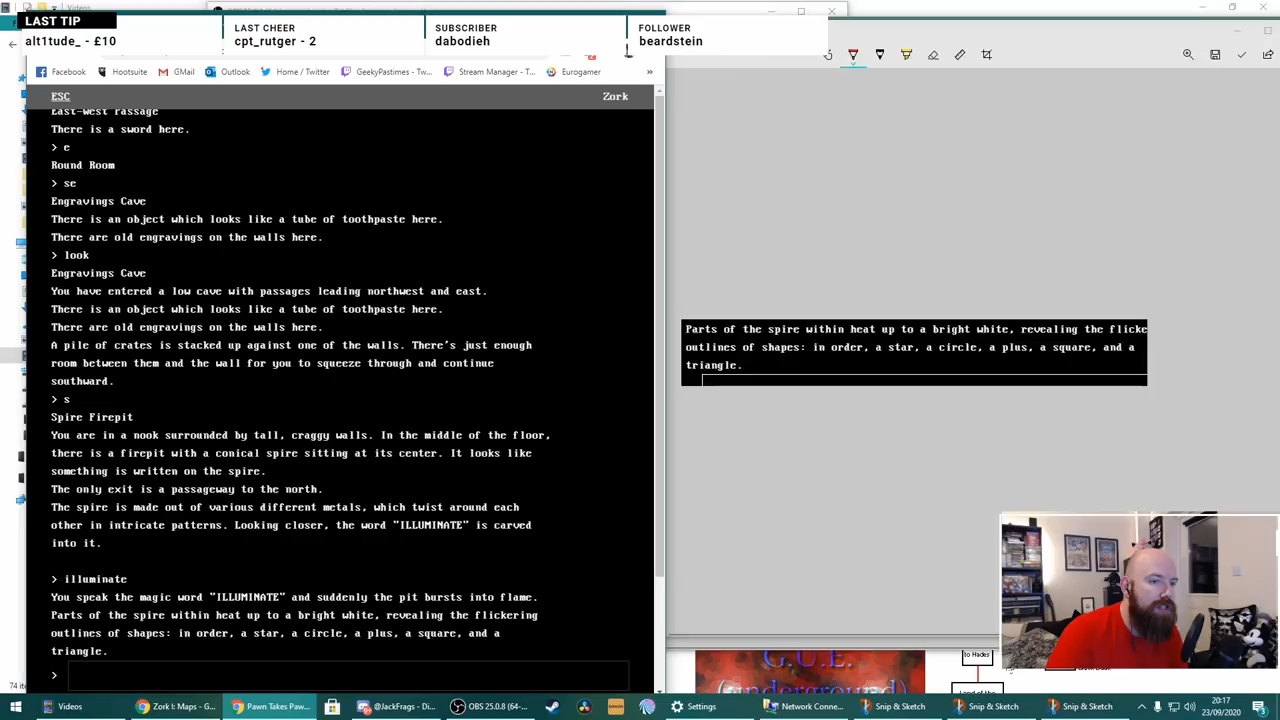 LAST TIP
alt1tude_ - £10
LAST CHEER
cpt_rutger - 2
SUBSCRIBER
dabodieh
FOLLOWER
beardstein
Facebook
Hootsuite
GMail
Outlook
Home / Twitter
GeekyPastimes - Tw...
Stream Manager - T...
Eurogamer
»
ESC
Zork
East-West Passage
There is a sword here.
> e
Round Room
> se
Engravings Cave
There is an object which looks like a tube of toothpaste here.
There are old engravings on the walls here.
> look
Engravings Cave
You have entered a low cave with passages leading northwest and east.
There is an object which looks like a tube of toothpaste here.
There are old engravings on the walls here.
A pile of crates is stacked up against one of the walls. There's just enough
room between them and the wall for you to squeeze through and continue
southward.
> s
Spire Firepit
You are in a nook surrounded by tall, craggy walls. In the middle of the floor,
there is a firepit with a conical spire sitting at its center. It looks like
something is written on the spire.
The only exit is a passageway to the north.
The spire is made out of various different metals, which twist around each
other in intricate patterns. Looking closer, the word "ILLUMINATE" is carved
into it.
> illuminate
You speak the magic word "ILLUMINATE" and suddenly the pit bursts into flame.
Parts of the spire within heat up to a bright white, revealing the flickering
outlines of shapes: in order, a star, a circle, a plus, a square, and a
triangle.
>
Parts of the spire within heat up to a bright white, revealing the flicke
outlines of shapes: in order, a star, a circle, a plus, a square, and a
triangle.
G.U.E.
underground)
to Hades
Land of the
74 ite
Videos
Zork I: Maps - G...
Pawn Takes Paw...
@JackFrags - Di...
OBS 25.0.8 (64-...
Settings
Network Connec...
Snip & Sketch
Snip & Sketch
Snip & Sketch
20:17
23/09/2020